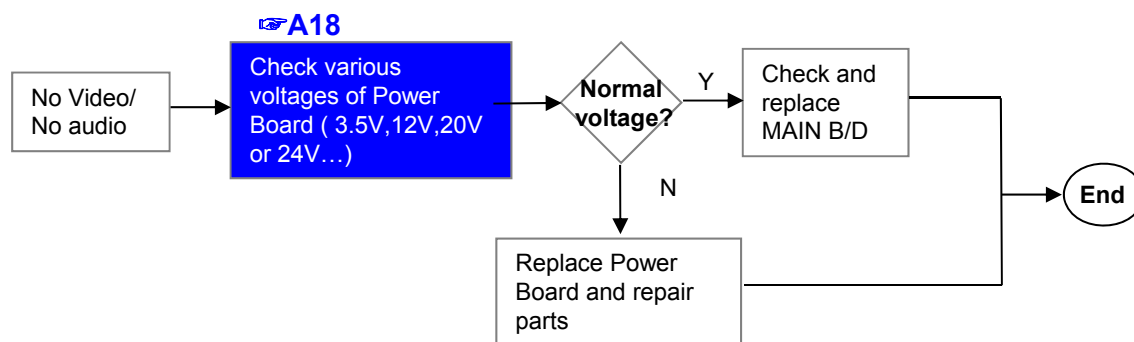 ☞A18
No Video/
No audio
Check various
voltages of Power
Board ( 3.5V,12V,20V
or 24V…)
Normal
voltage?
Y
Check and
replace
MAIN B/D
N
Replace Power
Board and repair
parts
End